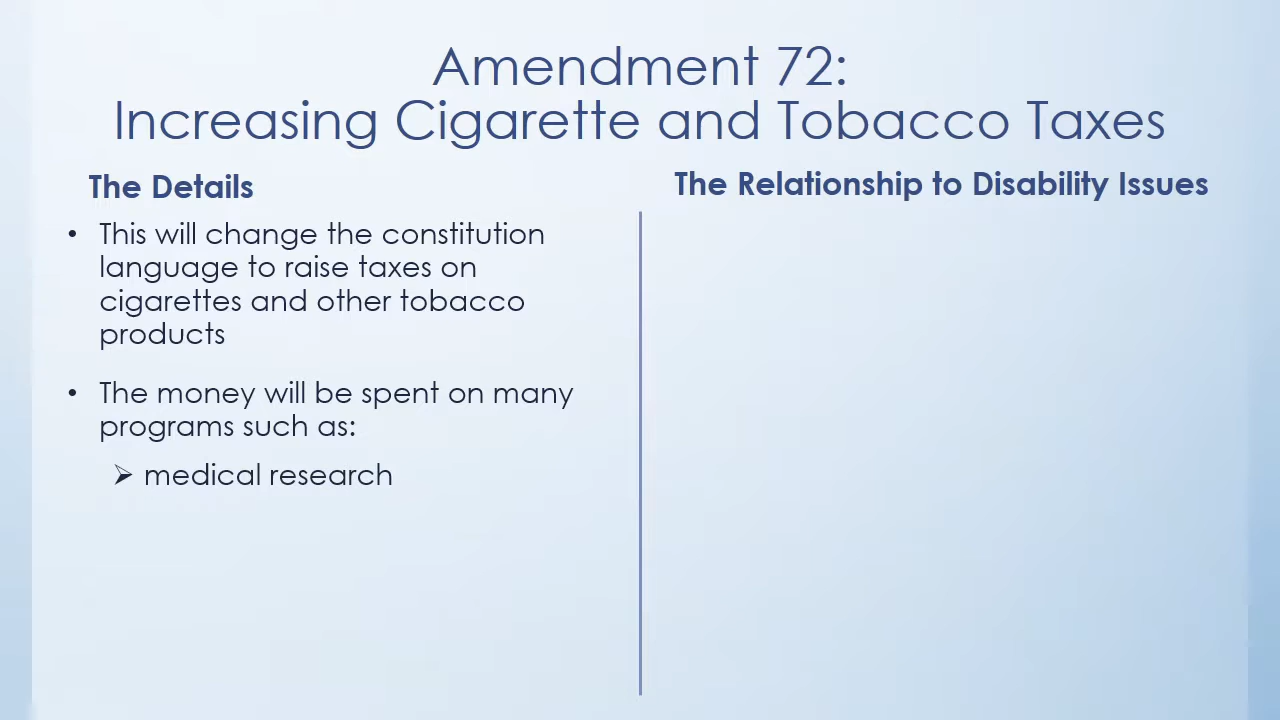 Amendment 72:
Increasing Cigarette and Tobacco Taxes
The Details
• This will change the constitution
language to raise taxes on
cigarettes and other tobacco
products
• The money will be spent on many
programs such as:
➢ medical research
The Relationship to Disability Issues